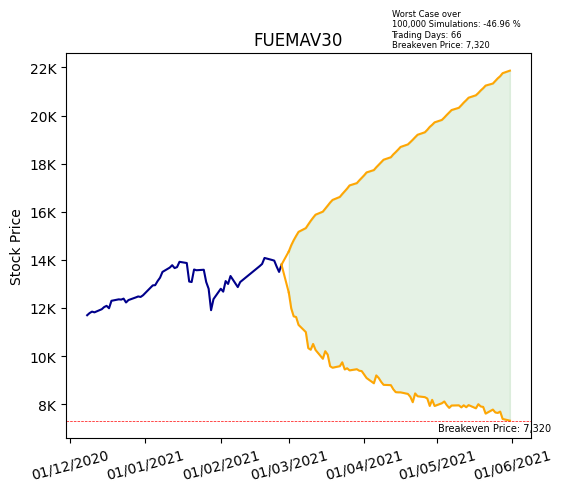 Worst Case over
100,000 Simulations: -46.96 %
Trading Days: 66
Breakeven Price: 7,320
FUEMAV30
Stock Price
22K
20K
18K
16K
14K
12K
10K
8K
Breakeven Price: 7,320
01/12/2020
01/01/2021
01/02/2021
01/03/2021
01/04/2021
01/05/2021
01/06/2021